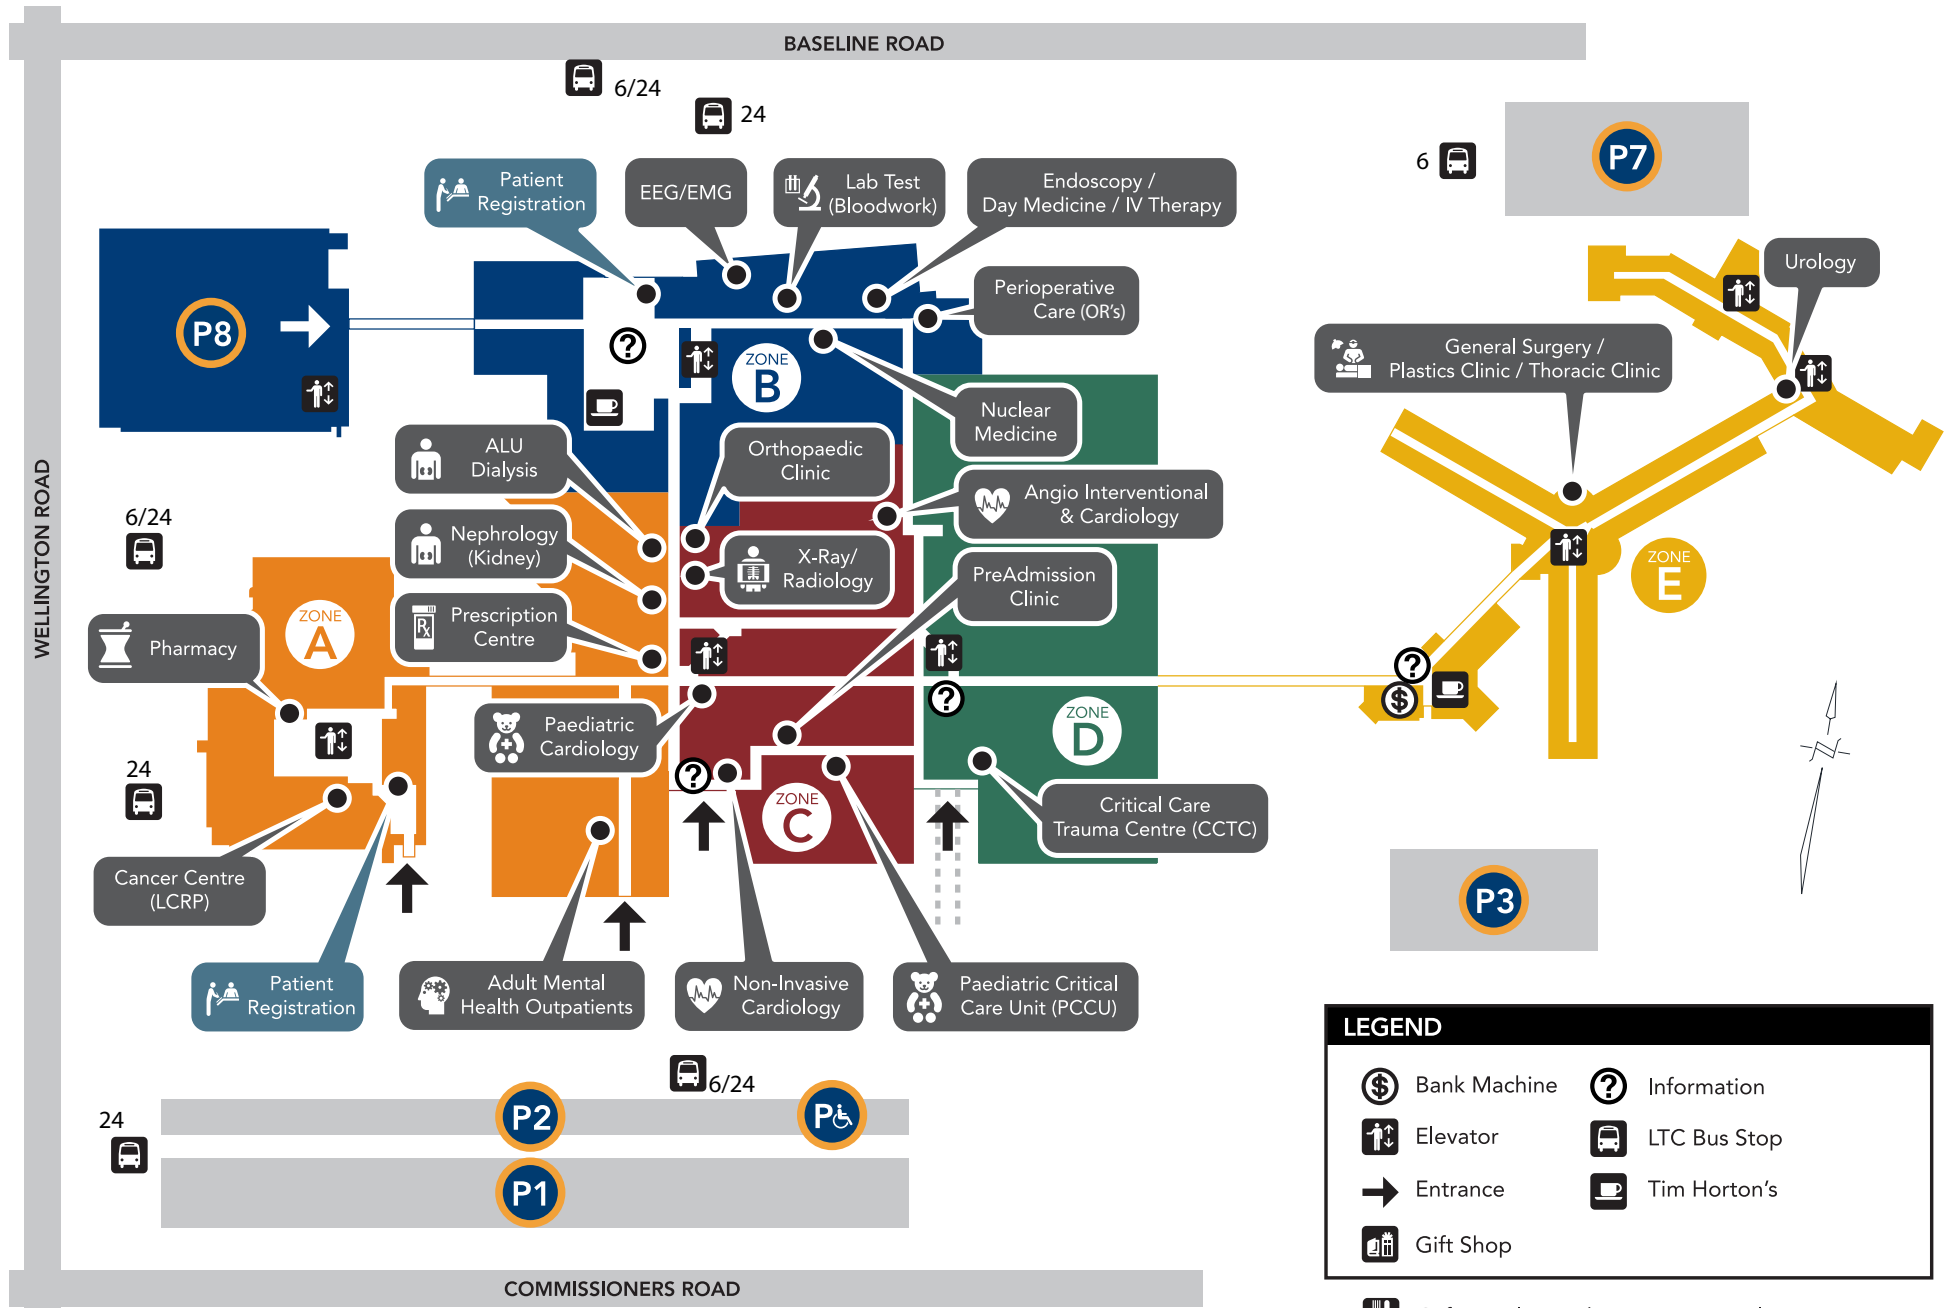 BASELINE ROAD
6/24
24
6
P7
Patient
Registration
EEG/EMG
Lab Test
(Bloodwork)
Endoscopy /
Day Medicine / IV Therapy
Urology
Perioperative
Care (OR's)
P8
ZONE
B
General Surgery /
Plastics Clinic / Thoracic Clinic
Nuclear
Medicine
ALU
Dialysis
Orthopaedic
Clinic
Angio Interventional
& Cardiology
WELLINGTON ROAD
6/24
Nephrology
(Kidney)
X-Ray/
Radiology
PreAdmission
Clinic
ZONE
E
Rx
Prescription
Centre
ZONE
A
Pharmacy
Paediatric
Cardiology
ZONE
D
$
24
ZONE
C
Critical Care
Trauma Centre (CCTC)
Cancer Centre
(LCRP)
P3
Patient
Registration
Adult Mental
Health Outpatients
Non-Invasive
Cardiology
Paediatric Critical
Care Unit (PCCU)
LEGEND
Bank Machine
Information
Elevator
LTC Bus Stop
Entrance
Tim Horton's
Gift Shop
6/24
24
P2
P
P1
COMMISSIONERS ROAD